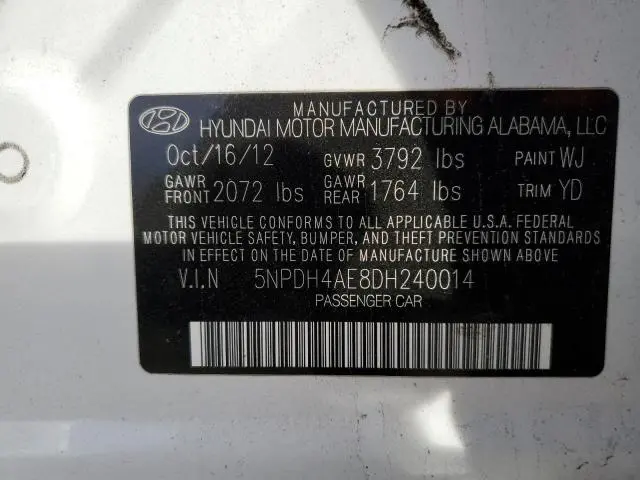 MANUFACTURED BY
HYUNDAI MOTOR MANUFACTURING ALABAMA, LLC
Oct/16/12 GVWR 3792 lbs PAINT WJ
GAWR FRONT 2072 lbs GAWR REAR 1764 lbs TRIM YD
THIS VEHICLE CONFORMS TO ALL APPLICABLE U.S.A. FEDERAL
MOTOR VEHICLE SAFETY, BUMPER, AND THEFT PREVENTION STANDARDS
IN EFFECT ON THE DATE OF MANUFACTURE SHOWN ABOVE.
V.I.N 5NPDH4AE8DH240014
PASSENGER CAR